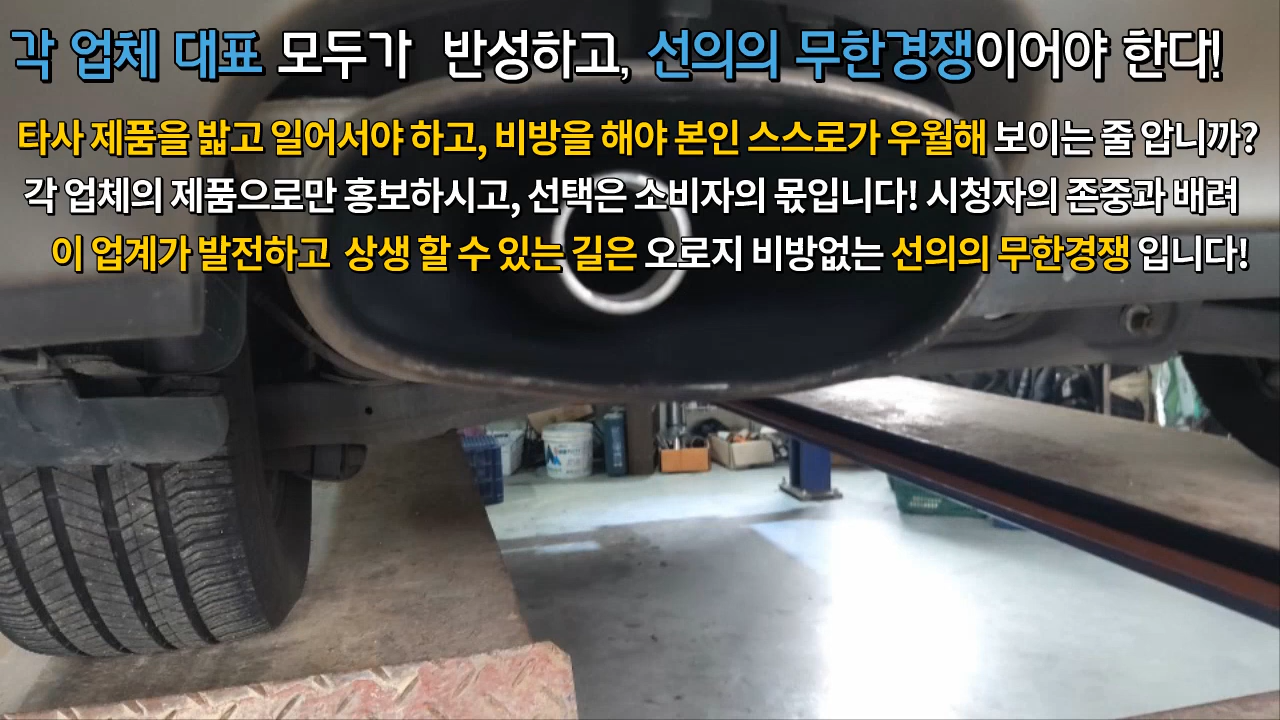 각 업체 대표 모두가 반성하고, 선의의 무한경쟁이어야 한다!
타사 제품을 밟고 일어서야 하고, 비방을 해야 본인 스스로가 우월해 보이는 줄 압니까?
각 업체의 제품으로만 홍보하시고, 선택은 소비자의 몫입니다! 시청자의 존중과 배려
이 업계가 발전하고 상생 할 수 있는 길은 오로지 비방없는 선의의 무한경쟁 입니다!